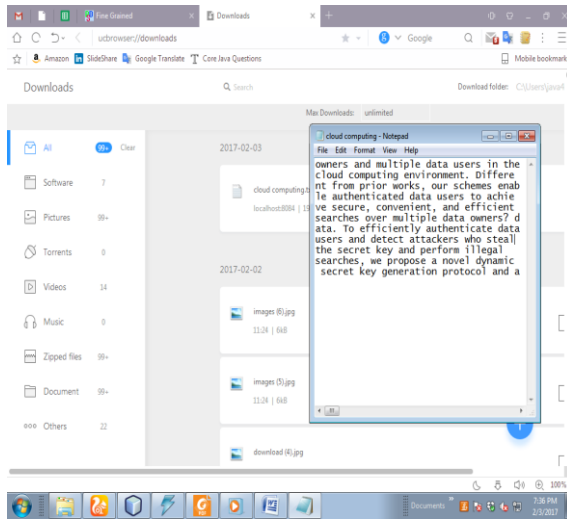 Fine Grained
Downloads
ucbrowser://downloads
Google
Amazon SlideShare Google Translate Core Java Questions
Mobile bookmark
Downloads
Search
Download folder: C:\Users\java4
Max Downloads: unlimited
All 99+ Clear
Software 7
Pictures 99+
Torrents 0
Videos 14
Music 0
Zipped files 99+
Document 99+
Others 22
2017-02-03
cloud computing.t
localhost:8084 | 19
2017-02-02
images (6).jpg
11:24 | 6kB
images (5).jpg
11:24 | 6kB
download (4).jpg
cloud computing - Notepad
File Edit Format View Help
owners and multiple data users in the
cloud computing environment. Differe
nt from prior works, our schemes enab
le authenticated data users to achie
ve secure, convenient, and efficient
searches over multiple data owners? d
ata. To efficiently authenticate data
users and detect attackers who steal
the secret key and perform illegal
searches, we propose a novel dynamic
secret key generation protocol and a
100%
Documents
7:36 PM
2/3/2017